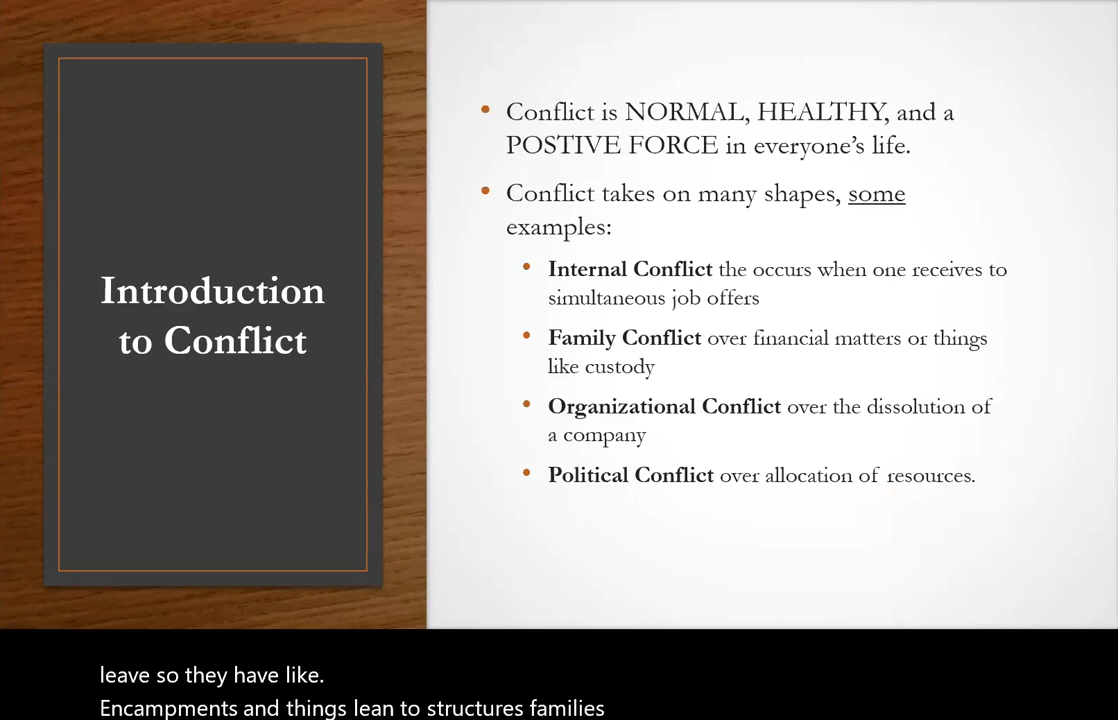 Introduction
to Conflict
• Conflict is NORMAL, HEALTHY, and a
POSTIVE FORCE in everyone’s life.
• Conflict takes on many shapes, some
examples:
• Internal Conflict the occurs when one receives to
simultaneous job offers
• Family Conflict over financial matters or things
like custody
• Organizational Conflict over the dissolution of
a company
• Political Conflict over allocation of resources.
leave so they have like.
Encampments and things lean to structures families